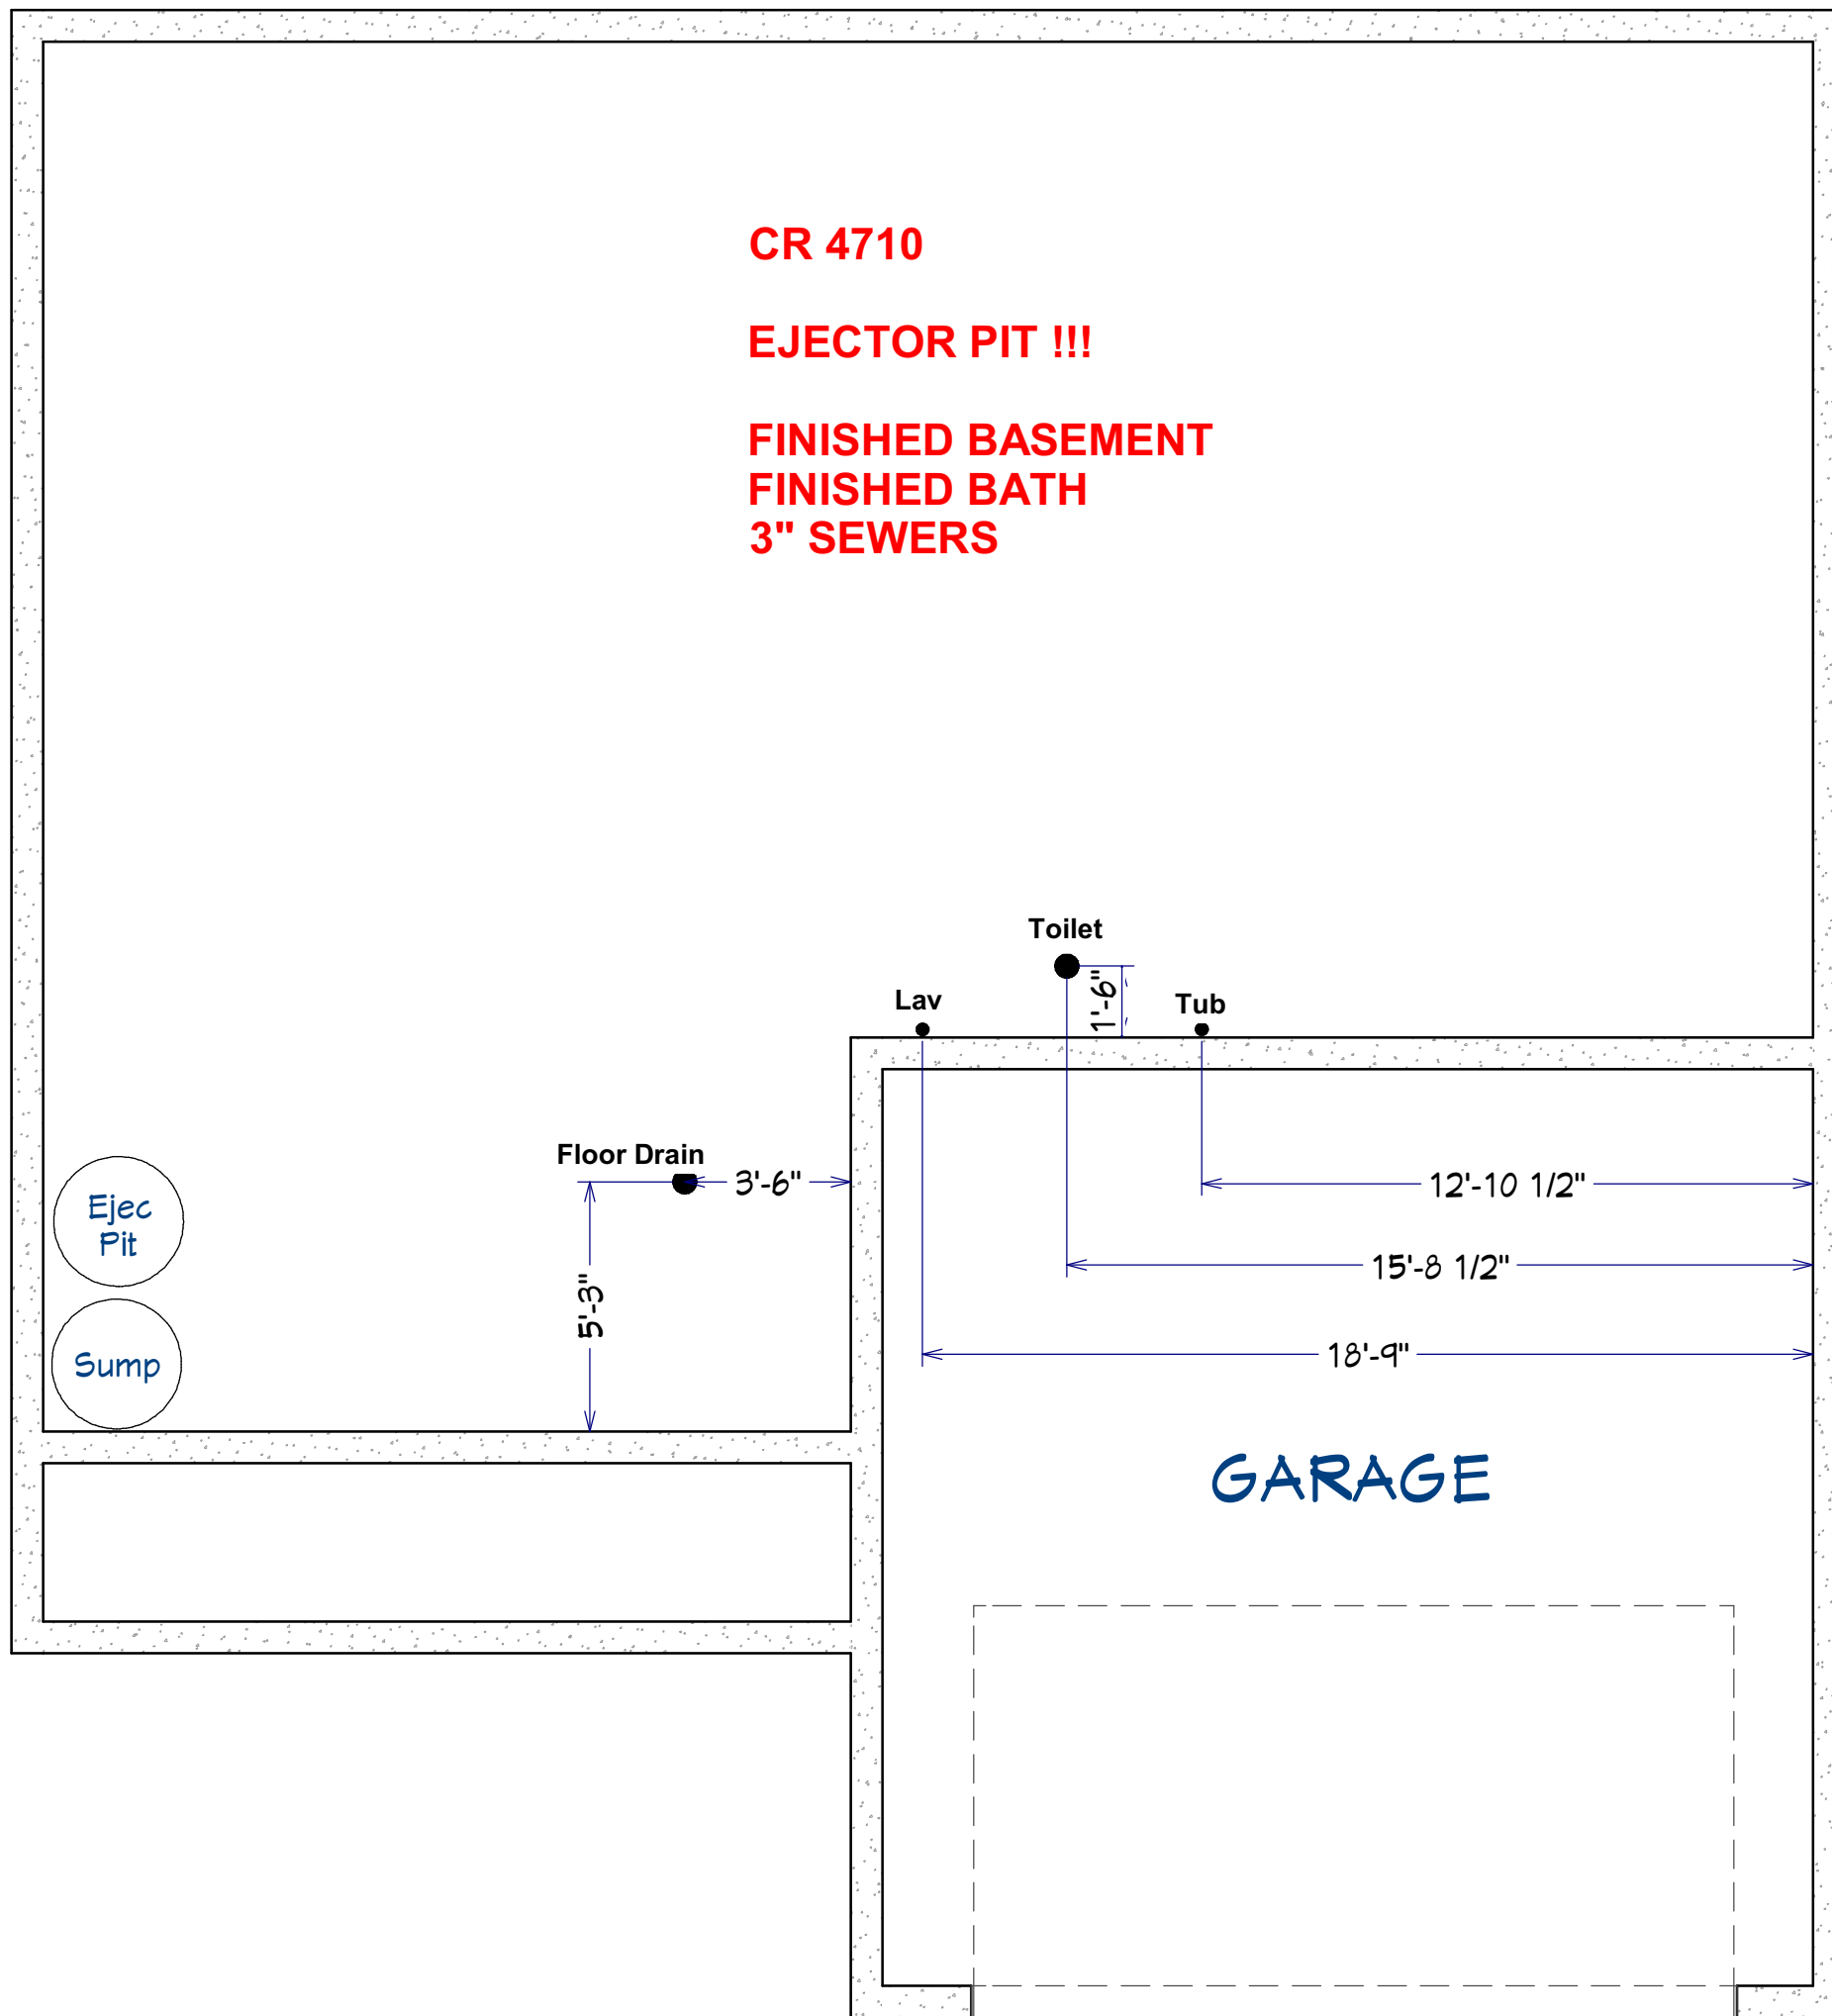 CR 4710
EJECTOR PIT !!!
FINISHED BASEMENT
FINISHED BATH
3" SEWERS
Toilet
1'-6"
Lav
Tub
Floor Drain
3'-6"
12'-10 1/2"
Ejec
Pit
15'-8 1/2"
5'-3"
18'-9"
Sump
GARAGE